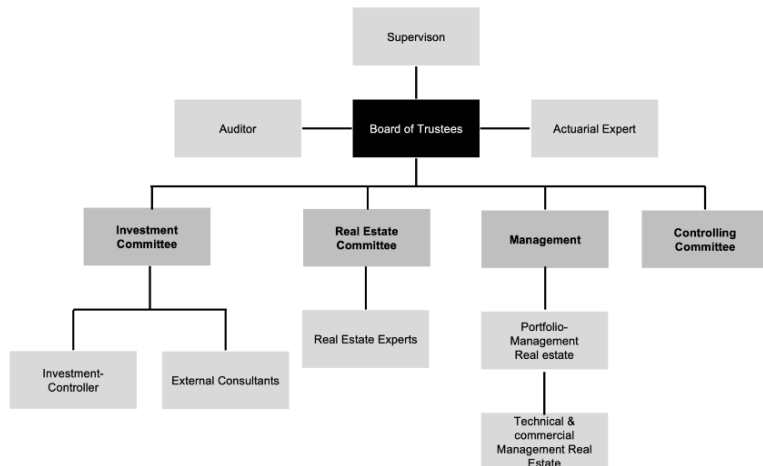 Supervison
Auditor
Board of Trustees
Actuarial Expert
Investment
Committee
Real Estate
Committee
Management
Controlling
Committee
Investment-
Controller
External Consultants
Real Estate Experts
Portfolio-
Management
Real estate
Technical &
commercial
Management Real
Estate